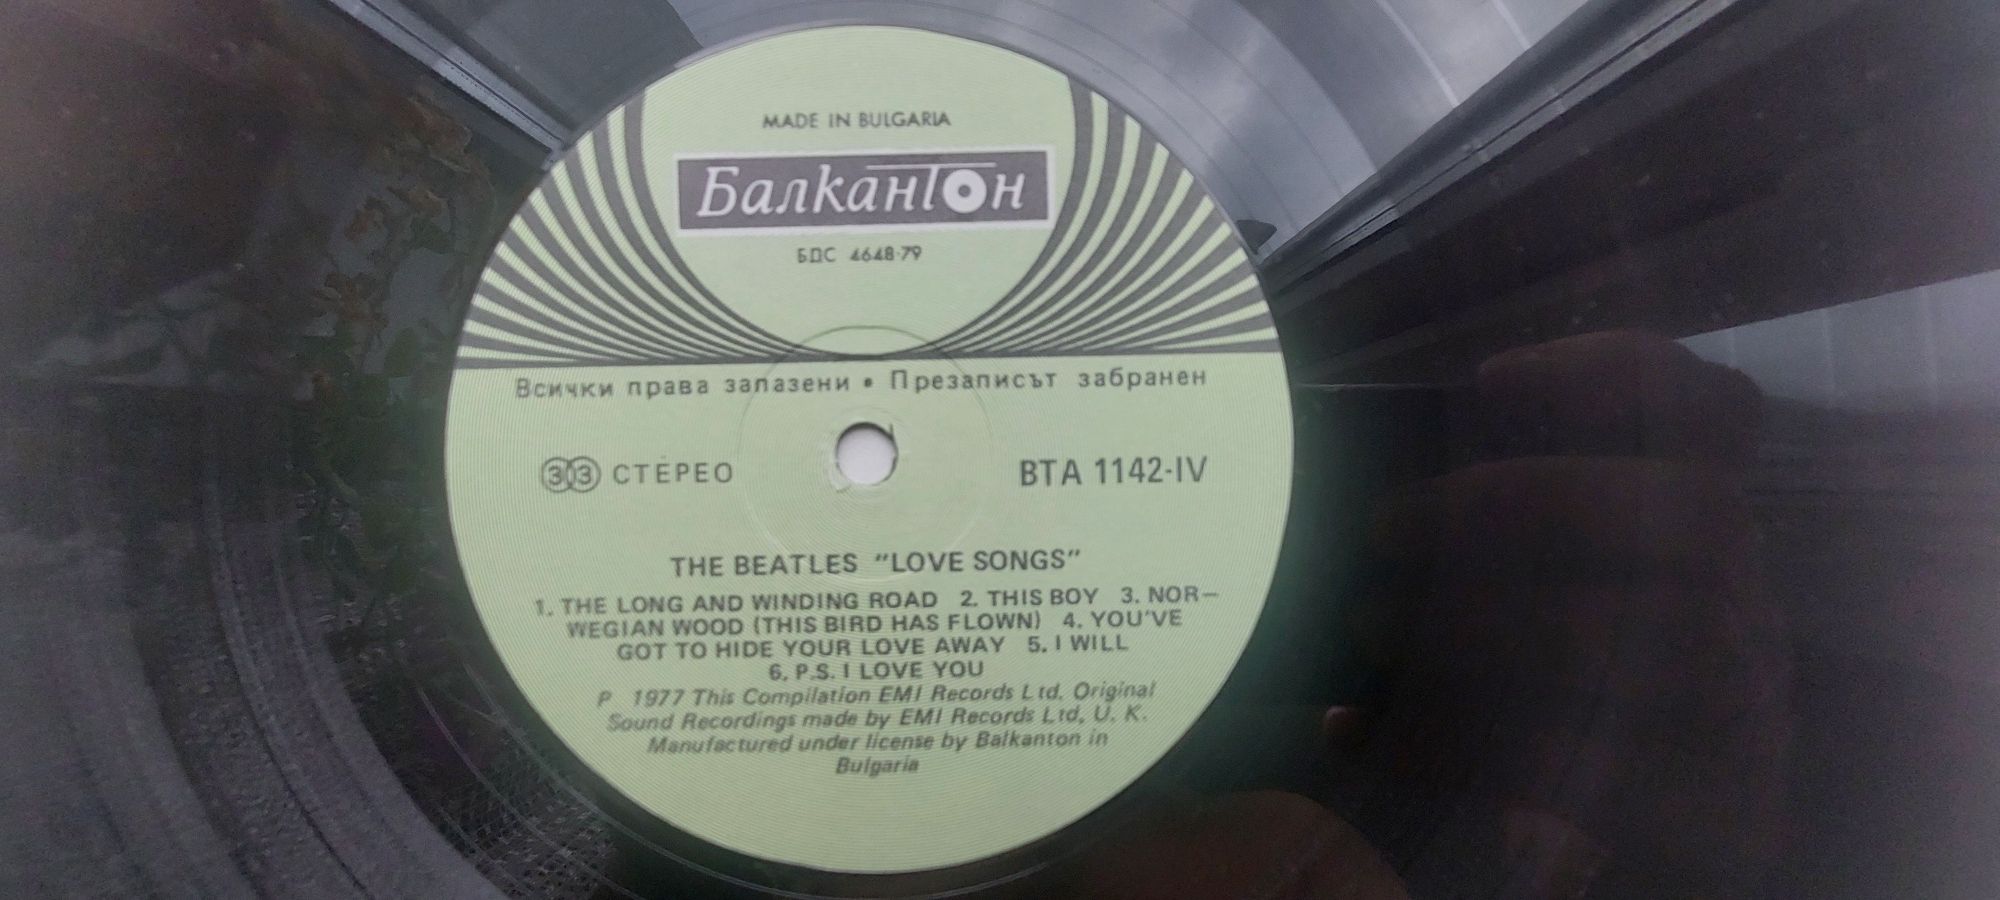 MADE IN BULGARIA
Балкантон
БДС 4648-79
Всички права запазени • Презаписът забранен
33 СТЕРЕО
ВТА 1142-IV
THE BEATLES "LOVE SONGS"
1. THE LONG AND WINDING ROAD 2. THIS BOY 3. NOR-
WEGIAN WOOD (THIS BIRD HAS FLOWN) 4. YOU'VE
GOT TO HIDE YOUR LOVE AWAY 5. I WILL
6. P.S. I LOVE YOU
P 1977 This Compilation EMI Records Ltd. Original
Sound Recordings made by EMI Records Ltd, U. K.
Manufactured under license by Balkanton in
Bulgaria